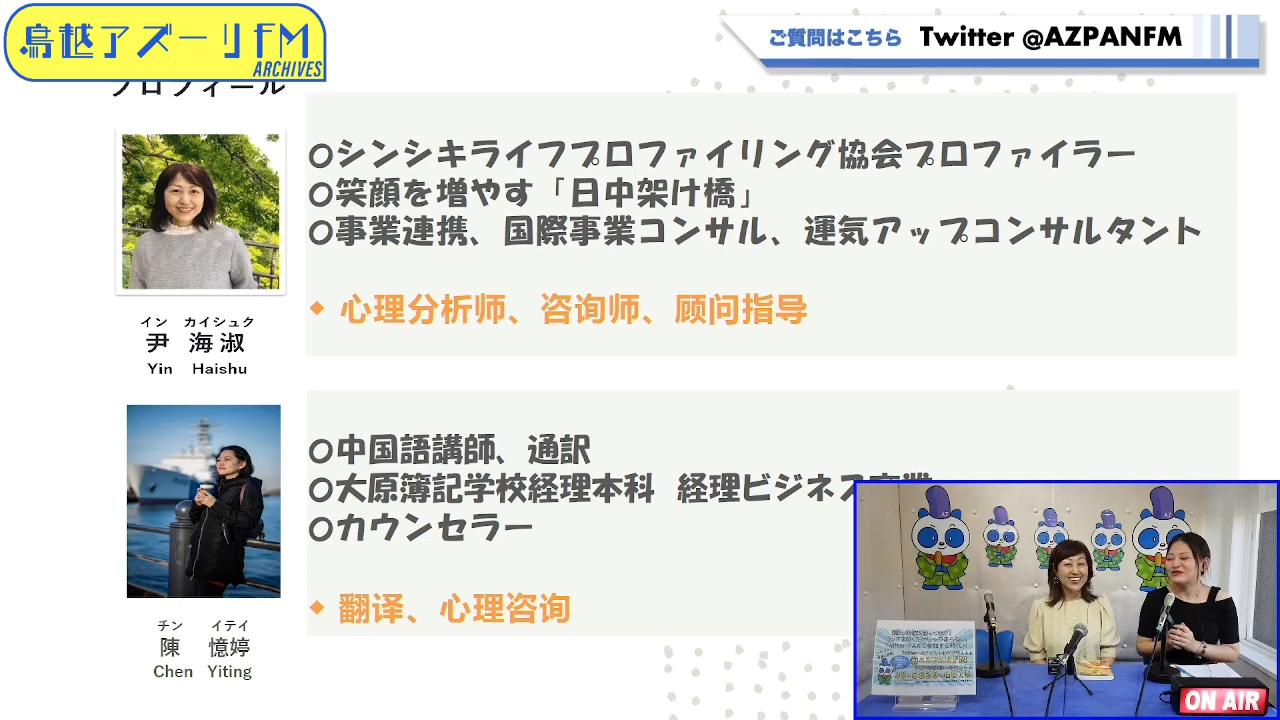 鳥越アズーリFM
ARCHIVES
ご質問はこちら Twitter @AZPANFM
プロフィール
○シンシキライフプロファイリング協会プロファイラー
○笑顔を増やす「日中架け橋」
○事業連携、国際事業コンサル、運気アップコンサルタント
◆ 心理分析师、咨询师、顾问指导
イン カイシュク
尹 海淑
Yin Haishu
○中国語講師、通訳
○大原簿記学校経理本科 経理ビジネス卒業
○カウンセラー
◆ 翻译、心理咨询
チン イテイ
陳 憶婷
Chen Yiting
ON AIR